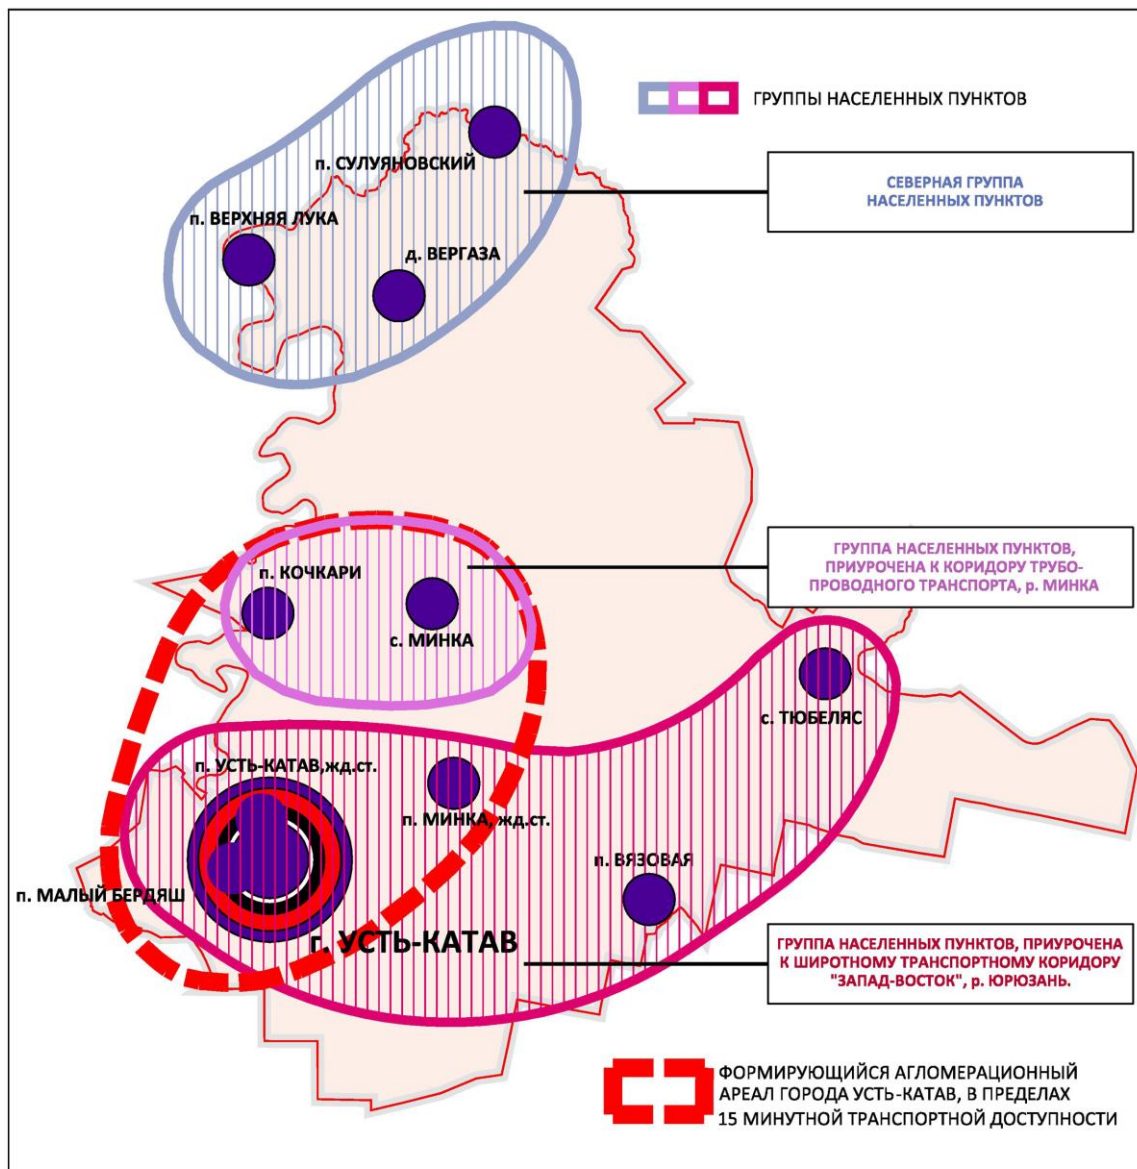 ГРУППЫ НАСЕЛЕННЫХ ПУНКТОВ
п. СУЛУЯНОВСКИЙ
СЕВЕРНАЯ ГРУППА
НАСЕЛЕННЫХ ПУНКТОВ
п. ВЕРХНЯЯ ЛУКА
д. ВЕРГАЗА
ГРУППА НАСЕЛЕННЫХ ПУНКТОВ,
ПРИУРОЧЕНА К КОРИДОРУ ТРУБО-
ПРОВОДНОГО ТРАНСПОРТА, р. МИНКА
п. КОЧКАРИ
с. МИНКА
с. ТЮБЕЛЯС
п. УСТЬ-КАТАВ,жд.ст.
п. МИНКА, жд.ст.
п. ВЯЗОВАЯ
п. МАЛЫЙ БЕРДЯШ
г. УСТЬ-КАТАВ
ГРУППА НАСЕЛЕННЫХ ПУНКТОВ, ПРИУРОЧЕНА
К ШИРОТНОМУ ТРАНСПОРТНОМУ КОРИДОРУ
"ЗАПАД-ВОСТОК", р. ЮРЮЗАНЬ.
ФОРМИРУЮЩИЙСЯ АГЛОМЕРАЦИОННЫЙ
АРЕАЛ ГОРОДА УСТЬ-КАТАВ, В ПРЕДЕЛАХ
15 МИНУТНОЙ ТРАНСПОРТНОЙ ДОСТУПНОСТИ